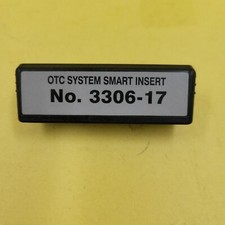 OTC SYSTEM SMART INSERT
No. 3306-17